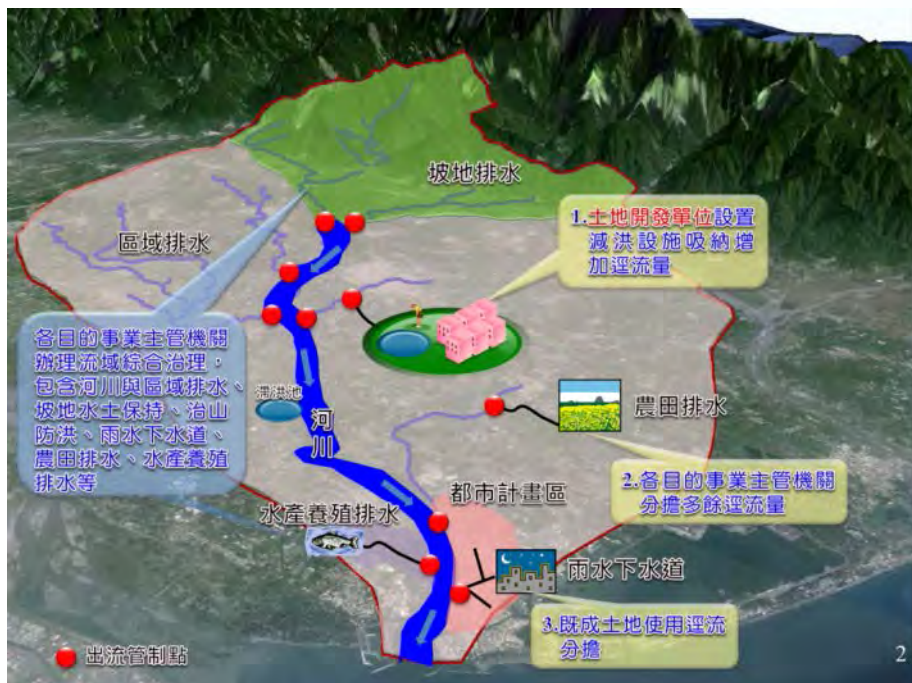 坡地排水
1.土地開發單位設置
減洪設施吸納增
加逕流量
區域排水
各目的事業主管機關
辦理流域綜合治理，
包含河川與區域排水、
坡地水土保持、治山
防洪、雨水下水道、
農田排水、水產養殖
排水等
滯洪池
河川
農田排水
2.各目的事業主管機關
分擔多餘逕流量
都市計畫區
水產養殖排水
雨水下水道
3.既成土地使用逕流
分擔
出流管制點
2